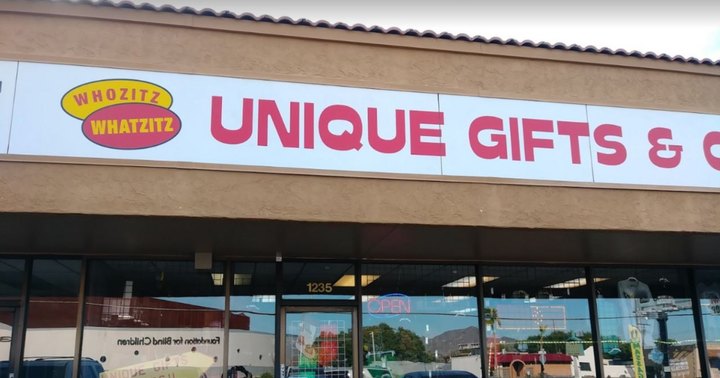 WHOZITZ
WHATZITZ
UNIQUE GIFTS &
1235
OPEN
Foundation for Blind Children